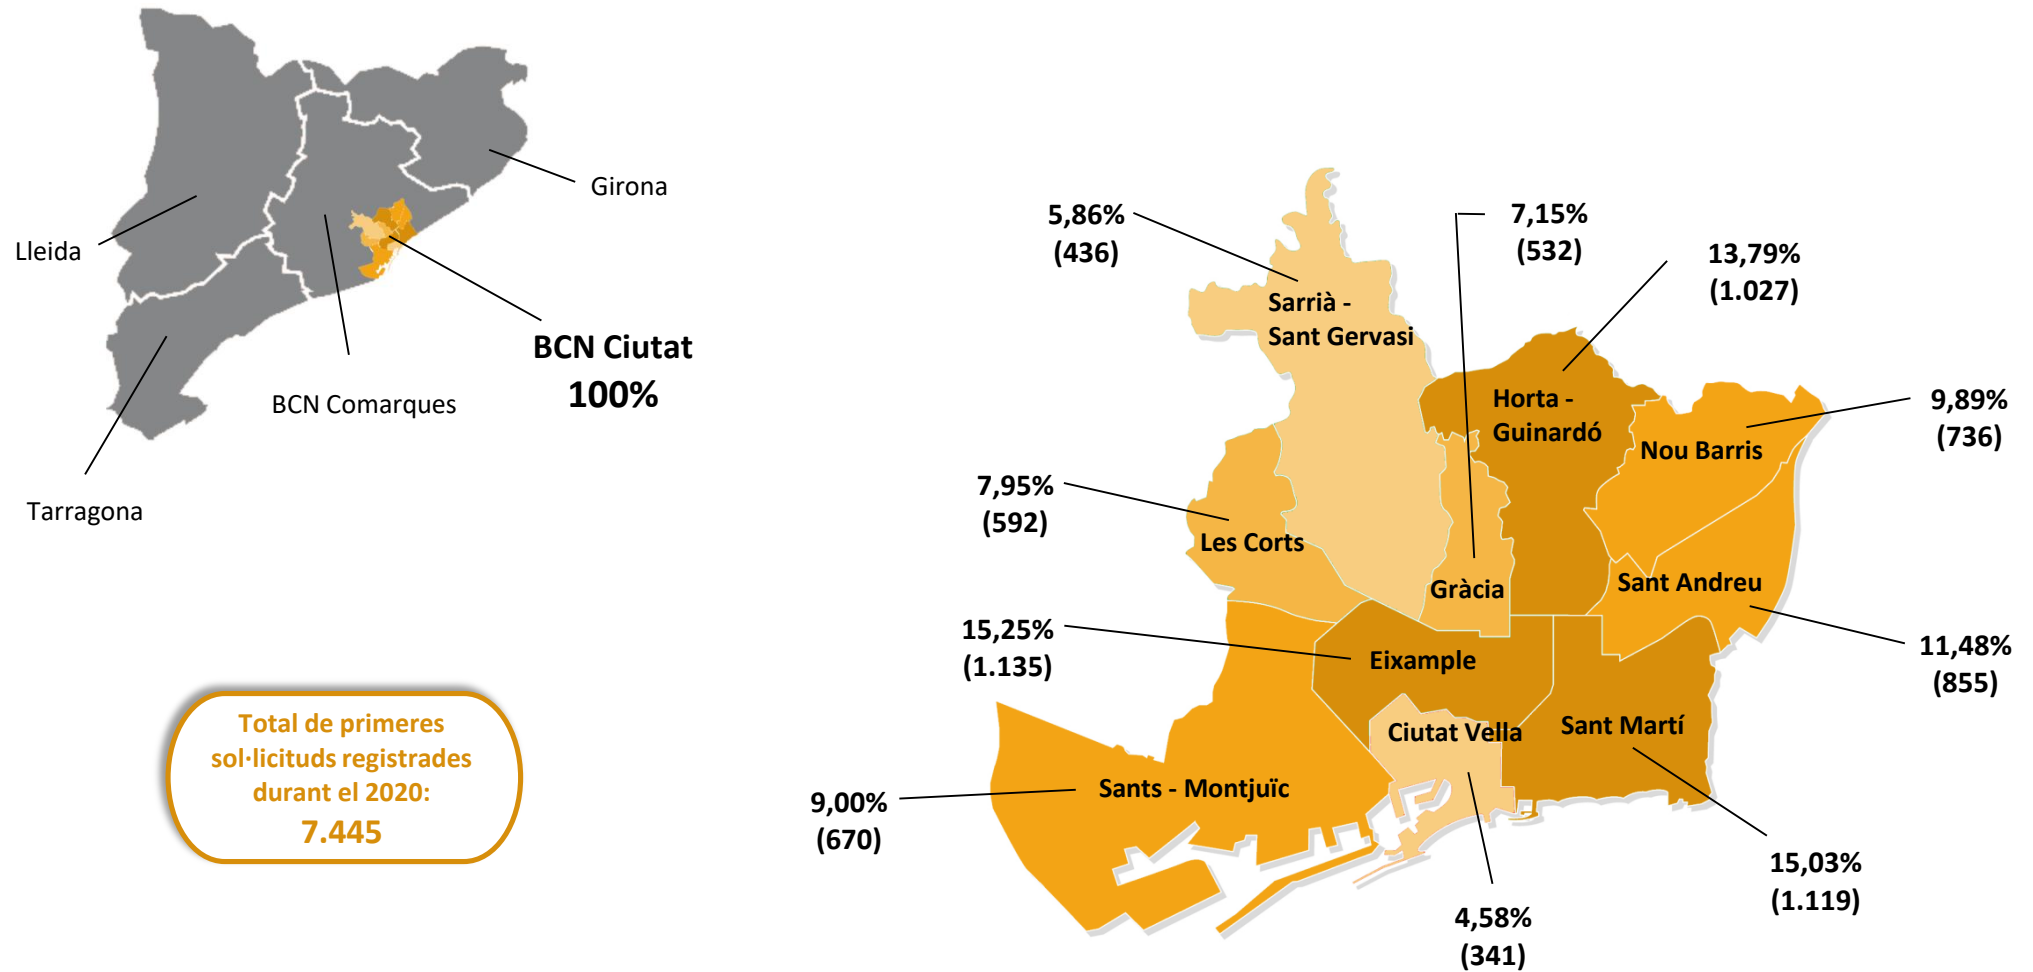 Girona
Lleida
BCN Ciutat
100%
BCN Comarques
Tarragona
Total de primeres
sol·licituds registrades
durant el 2020:
7.445
5,86%
(436)
7,15%
(532)
13,79%
(1.027)
Sarrià -
Sant Gervasi
Horta -
Guinardó
9,89%
(736)
Nou Barris
7,95%
(592)
Les Corts
Gràcia
Sant Andreu
15,25%
(1.135)
Eixample
11,48%
(855)
Ciutat Vella
Sant Martí
Sants - Montjuïc
9,00%
(670)
15,03%
(1.119)
4,58%
(341)